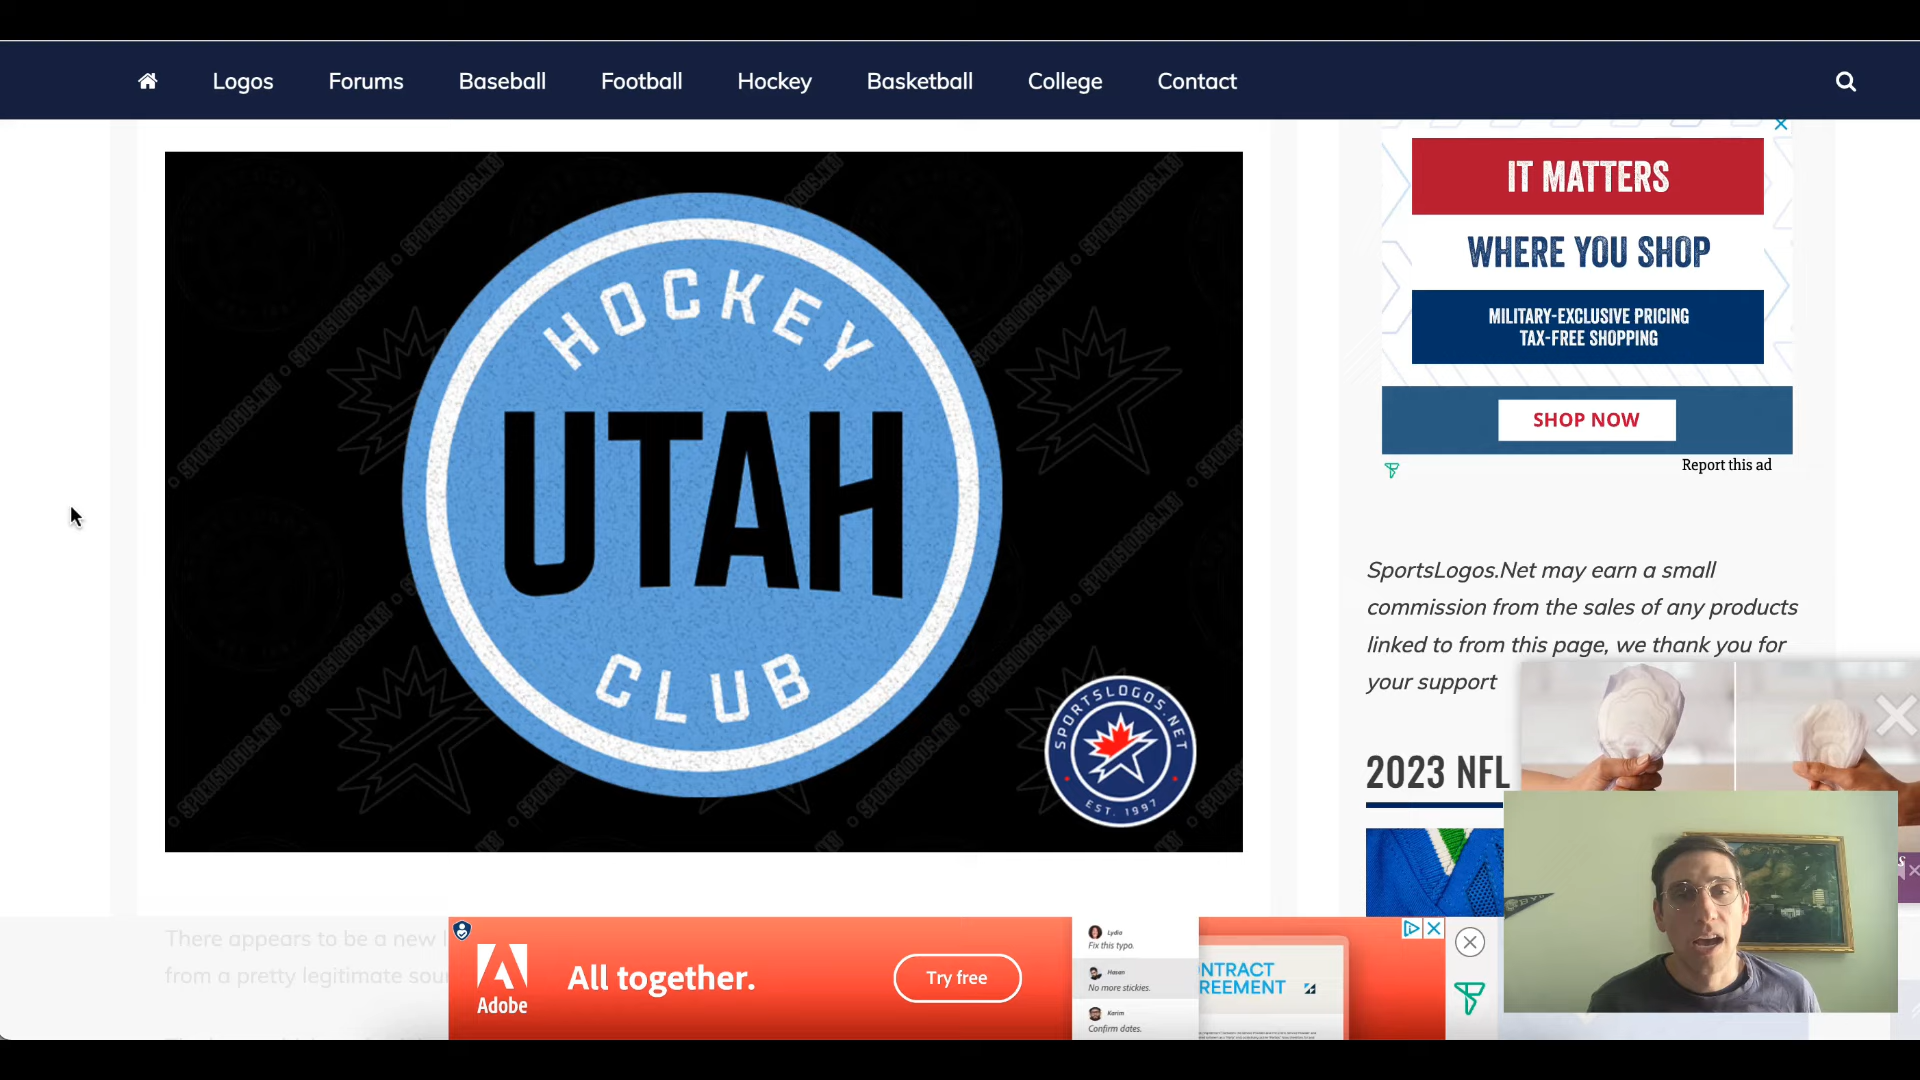 Logos Forums Baseball Football Hockey Basketball College Contact
HOCKEY
UTAH
CLUB
SPORTSLOGOS.NET
EST. 1997
IT MATTERS
WHERE YOU SHOP
MILITARY-EXCLUSIVE PRICING
TAX-FREE SHOPPING
SHOP NOW
Report this ad
SportsLogos.Net may earn a small
commission from the sales of any products
linked to from this page, we thank you for
your support
2023 NFL
There appears to be a new
from a pretty legitimate
Adobe
All together.
Try free
Lydia
Fix this typo.
Hasan
No more stickies.
Karim
Confirm dates.
NTRACT
REEMENT